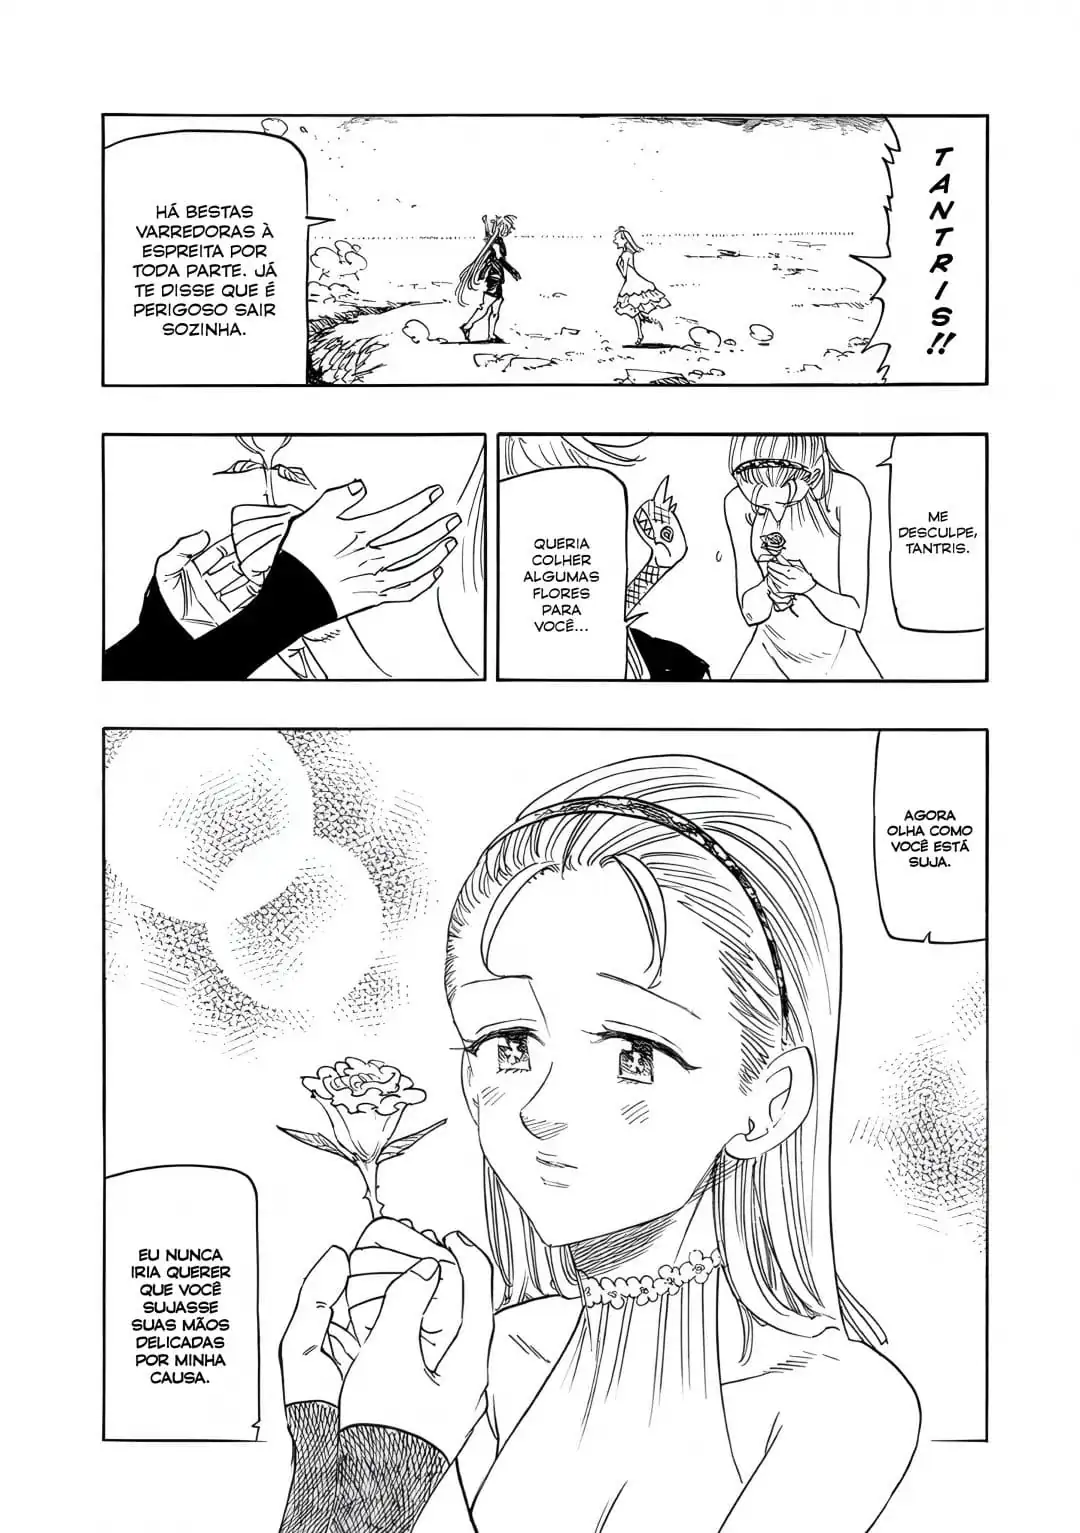 TANTRIS!!
HÁ BESTAS
VARREDORAS À
ESPREITA POR
TODA PARTE. JÁ
TE DISSE QUE É
PERIGOSO SAIR
SOZINHA.
ME
DESCULPE,
TANTRIS.
QUERIA
COLHER
ALGUMAS
FLORES
PARA
VOCÊ...
AGORA
OLHA COMO
VOCÊ ESTÁ
SUJA.
EU NUNCA
IRIA QUERER
QUE VOCÊ
SUJASSE
SUAS MÃOS
DELICADAS
POR MINHA
CAUSA.